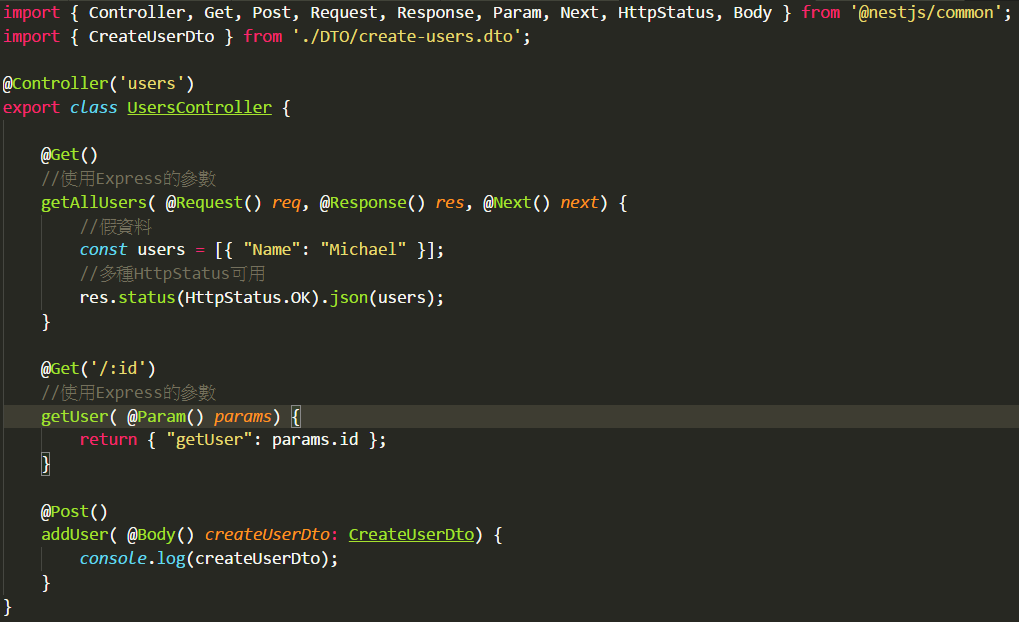 import { Controller, Get, Post, Request, Response, Param, Next, HttpStatus, Body } from '@nestjs/common';
import { CreateUserDto } from './DTO/create-users.dto';
@Controller('users')
export class UsersController {
@Get()
//使用Express的參數
getAllUsers( @Request() req, @Response() res, @Next() next) {
//假資料
const users = [{ "Name": "Michael" }];
//多種HttpStatus可用
res.status(HttpStatus.OK).json(users);
}
@Get('/:id')
//使用Express的參數
getUser( @Param() params) {
return { "getUser": params.id };
}
@Post()
addUser( @Body() createUserDto: CreateUserDto) {
console.log(createUserDto);
}
}